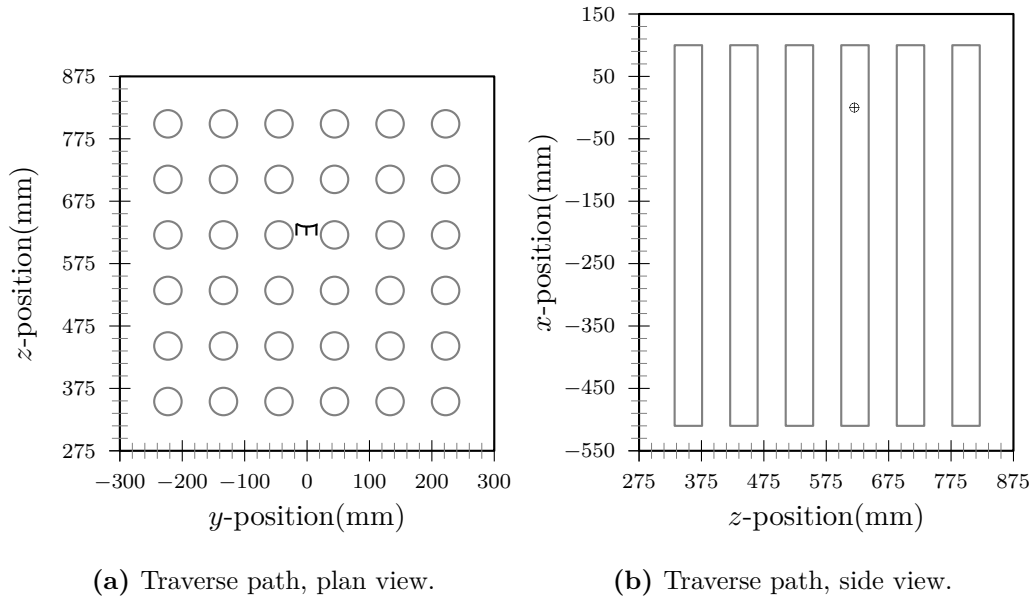 875
775
675
575
475
375
275
−300 −200 −100 0 100 200 300
z-position(mm)
y-position(mm)
(a) Traverse path, plan view.
150
50
−50
−150
−250
−350
−450
−550
275 375 475 575 675 775 875
x-position(mm)
z-position(mm)
(b) Traverse path, side view.